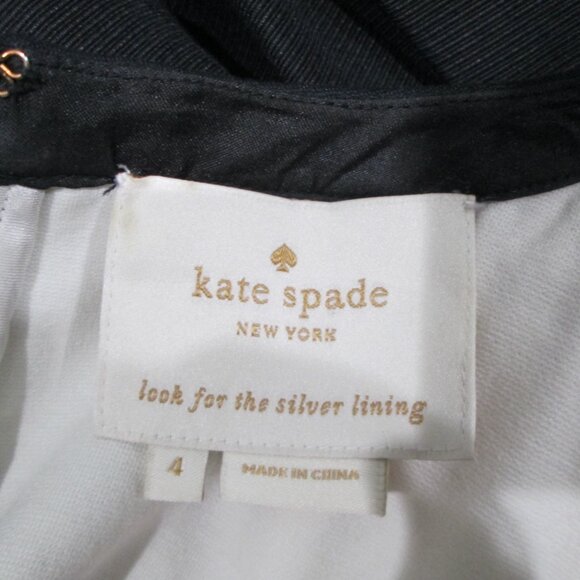 kate spade
NEW YORK
look for the silver lining
4
MADE IN CHINA